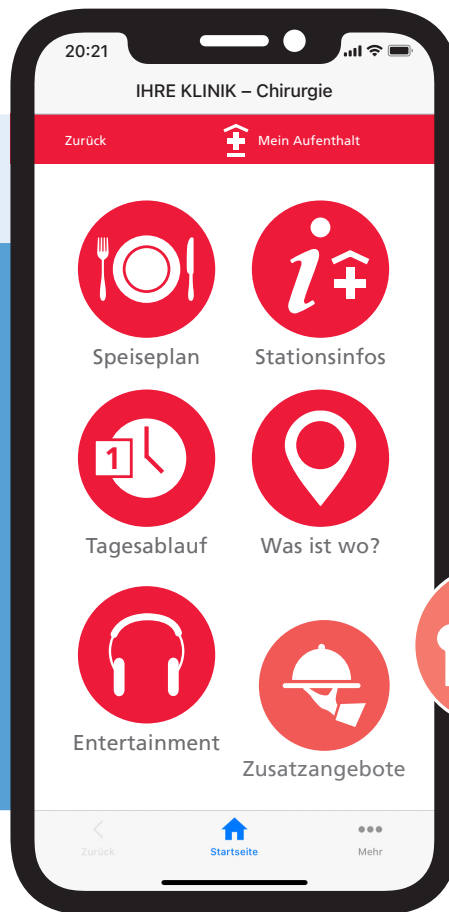 20:21
IHRE KLINIK – Chirurgie
Zurück
Mein Aufenthalt
Speiseplan
Stationsinfos
1
Tagesablauf
Was ist wo?
Entertainment
Zusatzangebote
Zurück
Startseite
Mehr